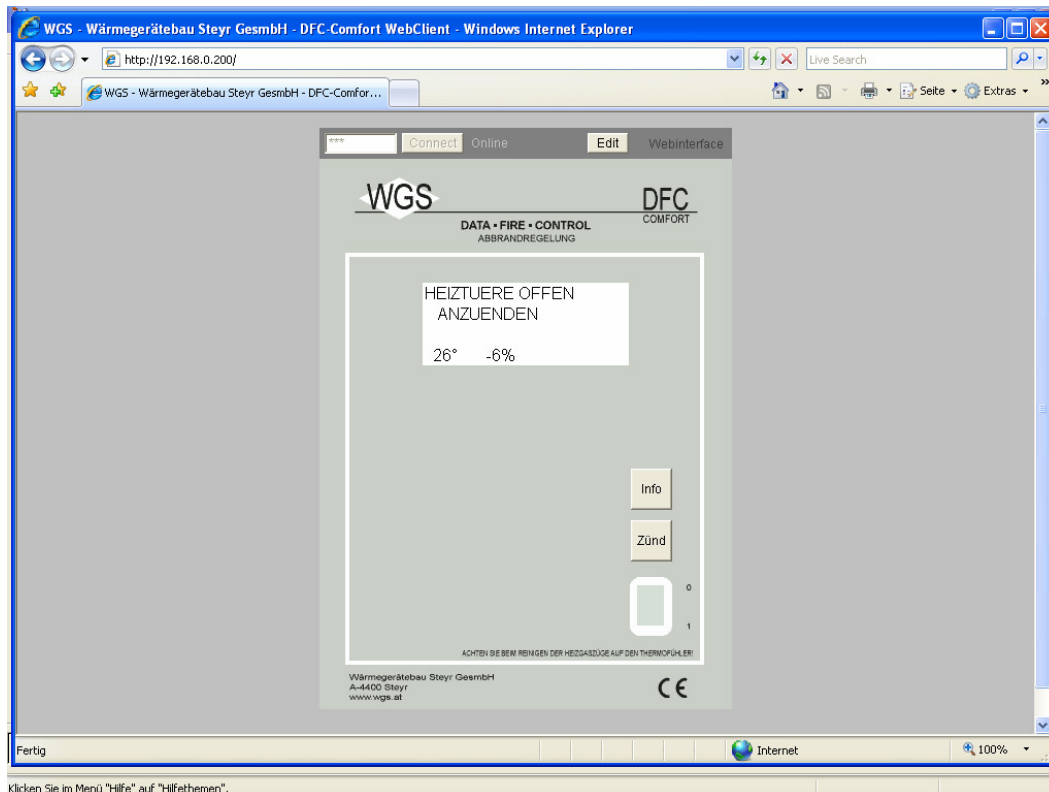 WGS - Wärmegerätebau Steyr GesmbH - DFC-Comfort WebClient - Windows Internet Explorer
http://192.168.0.200/
Live Search
WGS - Wärmegerätebau Steyr GesmbH - DFC-Comfor...
Seite
Extras
***
Connect
Online
Edit
Webinterface
WGS
DFC
COMFORT
DATA • FIRE • CONTROL
ABBRANDREGELUNG
HEIZTUERE OFFEN
ANZUENDEN
26° -6%
Info
Zünd
0
1
ACHTEN SIE BEIM REINIGEN DER HEIZGASZÜGE AUF DEN THERMOFÜHLER!
Wärmegerätebau Steyr GesmbH
A-4400 Steyr
www.wgs.at
CE
Fertig
Internet
100%
Klicken Sie im Menü "Hilfe" auf "Hilfethemen".